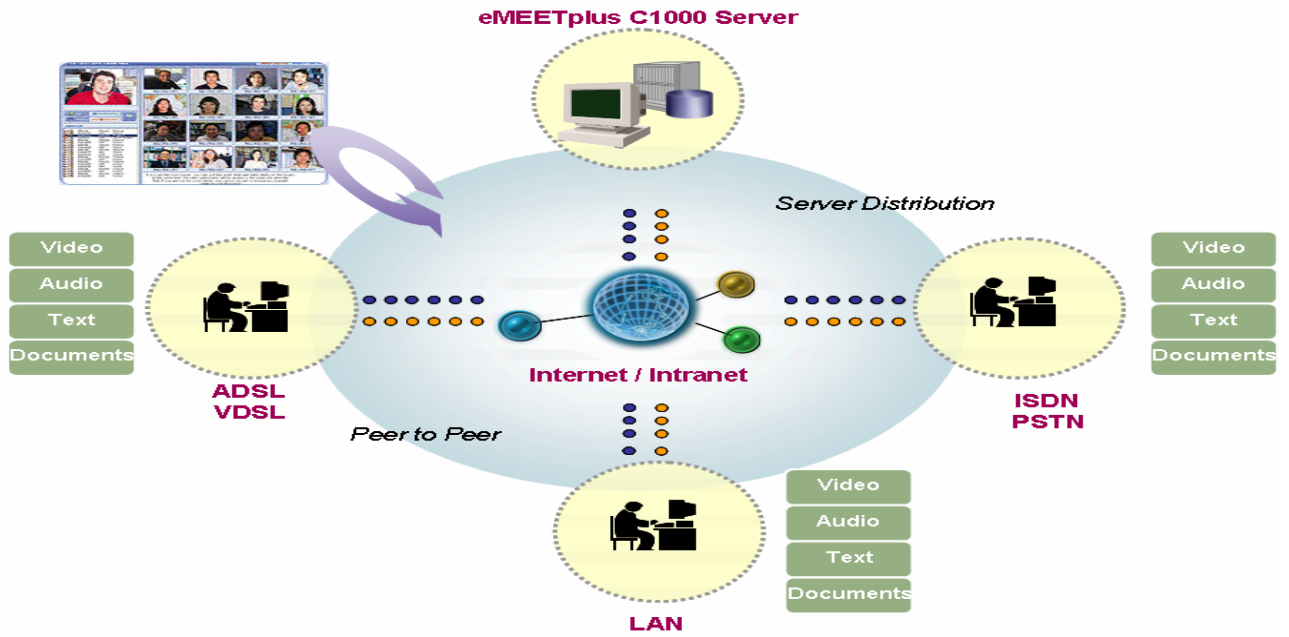 eMEETplus C1000 Server
Server Distribution
Video
Audio
Text
Documents
ADSL
VDSL
Internet / Intranet
Video
Audio
Text
Documents
ISDN
PSTN
Peer to Peer
Video
Audio
Text
Documents
LAN